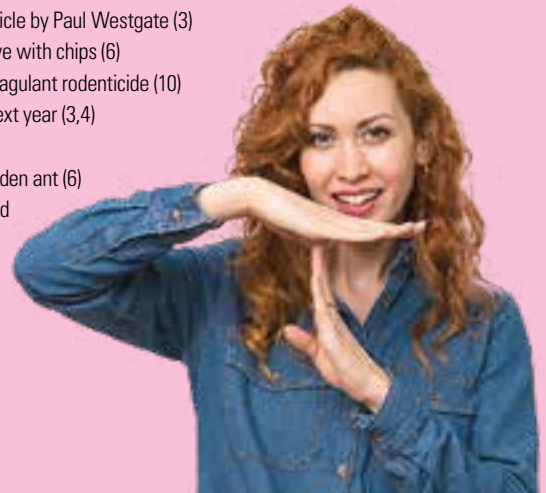 icle by Paul Westgate (3)
ve with chips (6)
agulant rodenticide (10)
ext year (3,4)
den ant (6)
d